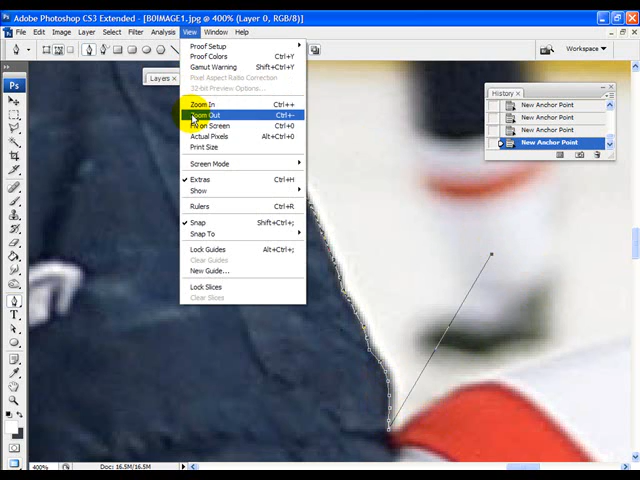 Adobe Photoshop CS3 Extended - [B0IMAGE1.jpg @ 400% (Layer 0, RGB/8)]
File Edit Image Layer Select Filter Analysis View Window Help
Workspace
Ps
Layers
History
New Anchor Point
New Anchor Point
New Anchor Point
New Anchor Point
Proof Setup
Proof Colors Ctrl+Y
Gamut Warning Shift+Ctrl+Y
Pixel Aspect Ratio Correction
32-bit Preview Options...
Zoom In Ctrl++
Zoom Out Ctrl+-
Fit on Screen Ctrl+0
Actual Pixels Alt+Ctrl+0
Print Size
Screen Mode
Extras Ctrl+H
Show
Rulers Ctrl+R
Snap Shift+Ctrl+;
Snap To
Lock Guides Alt+Ctrl+;
Clear Guides
New Guide...
Lock Slices
Clear Slices
400% Doc: 16.5M/16.5M